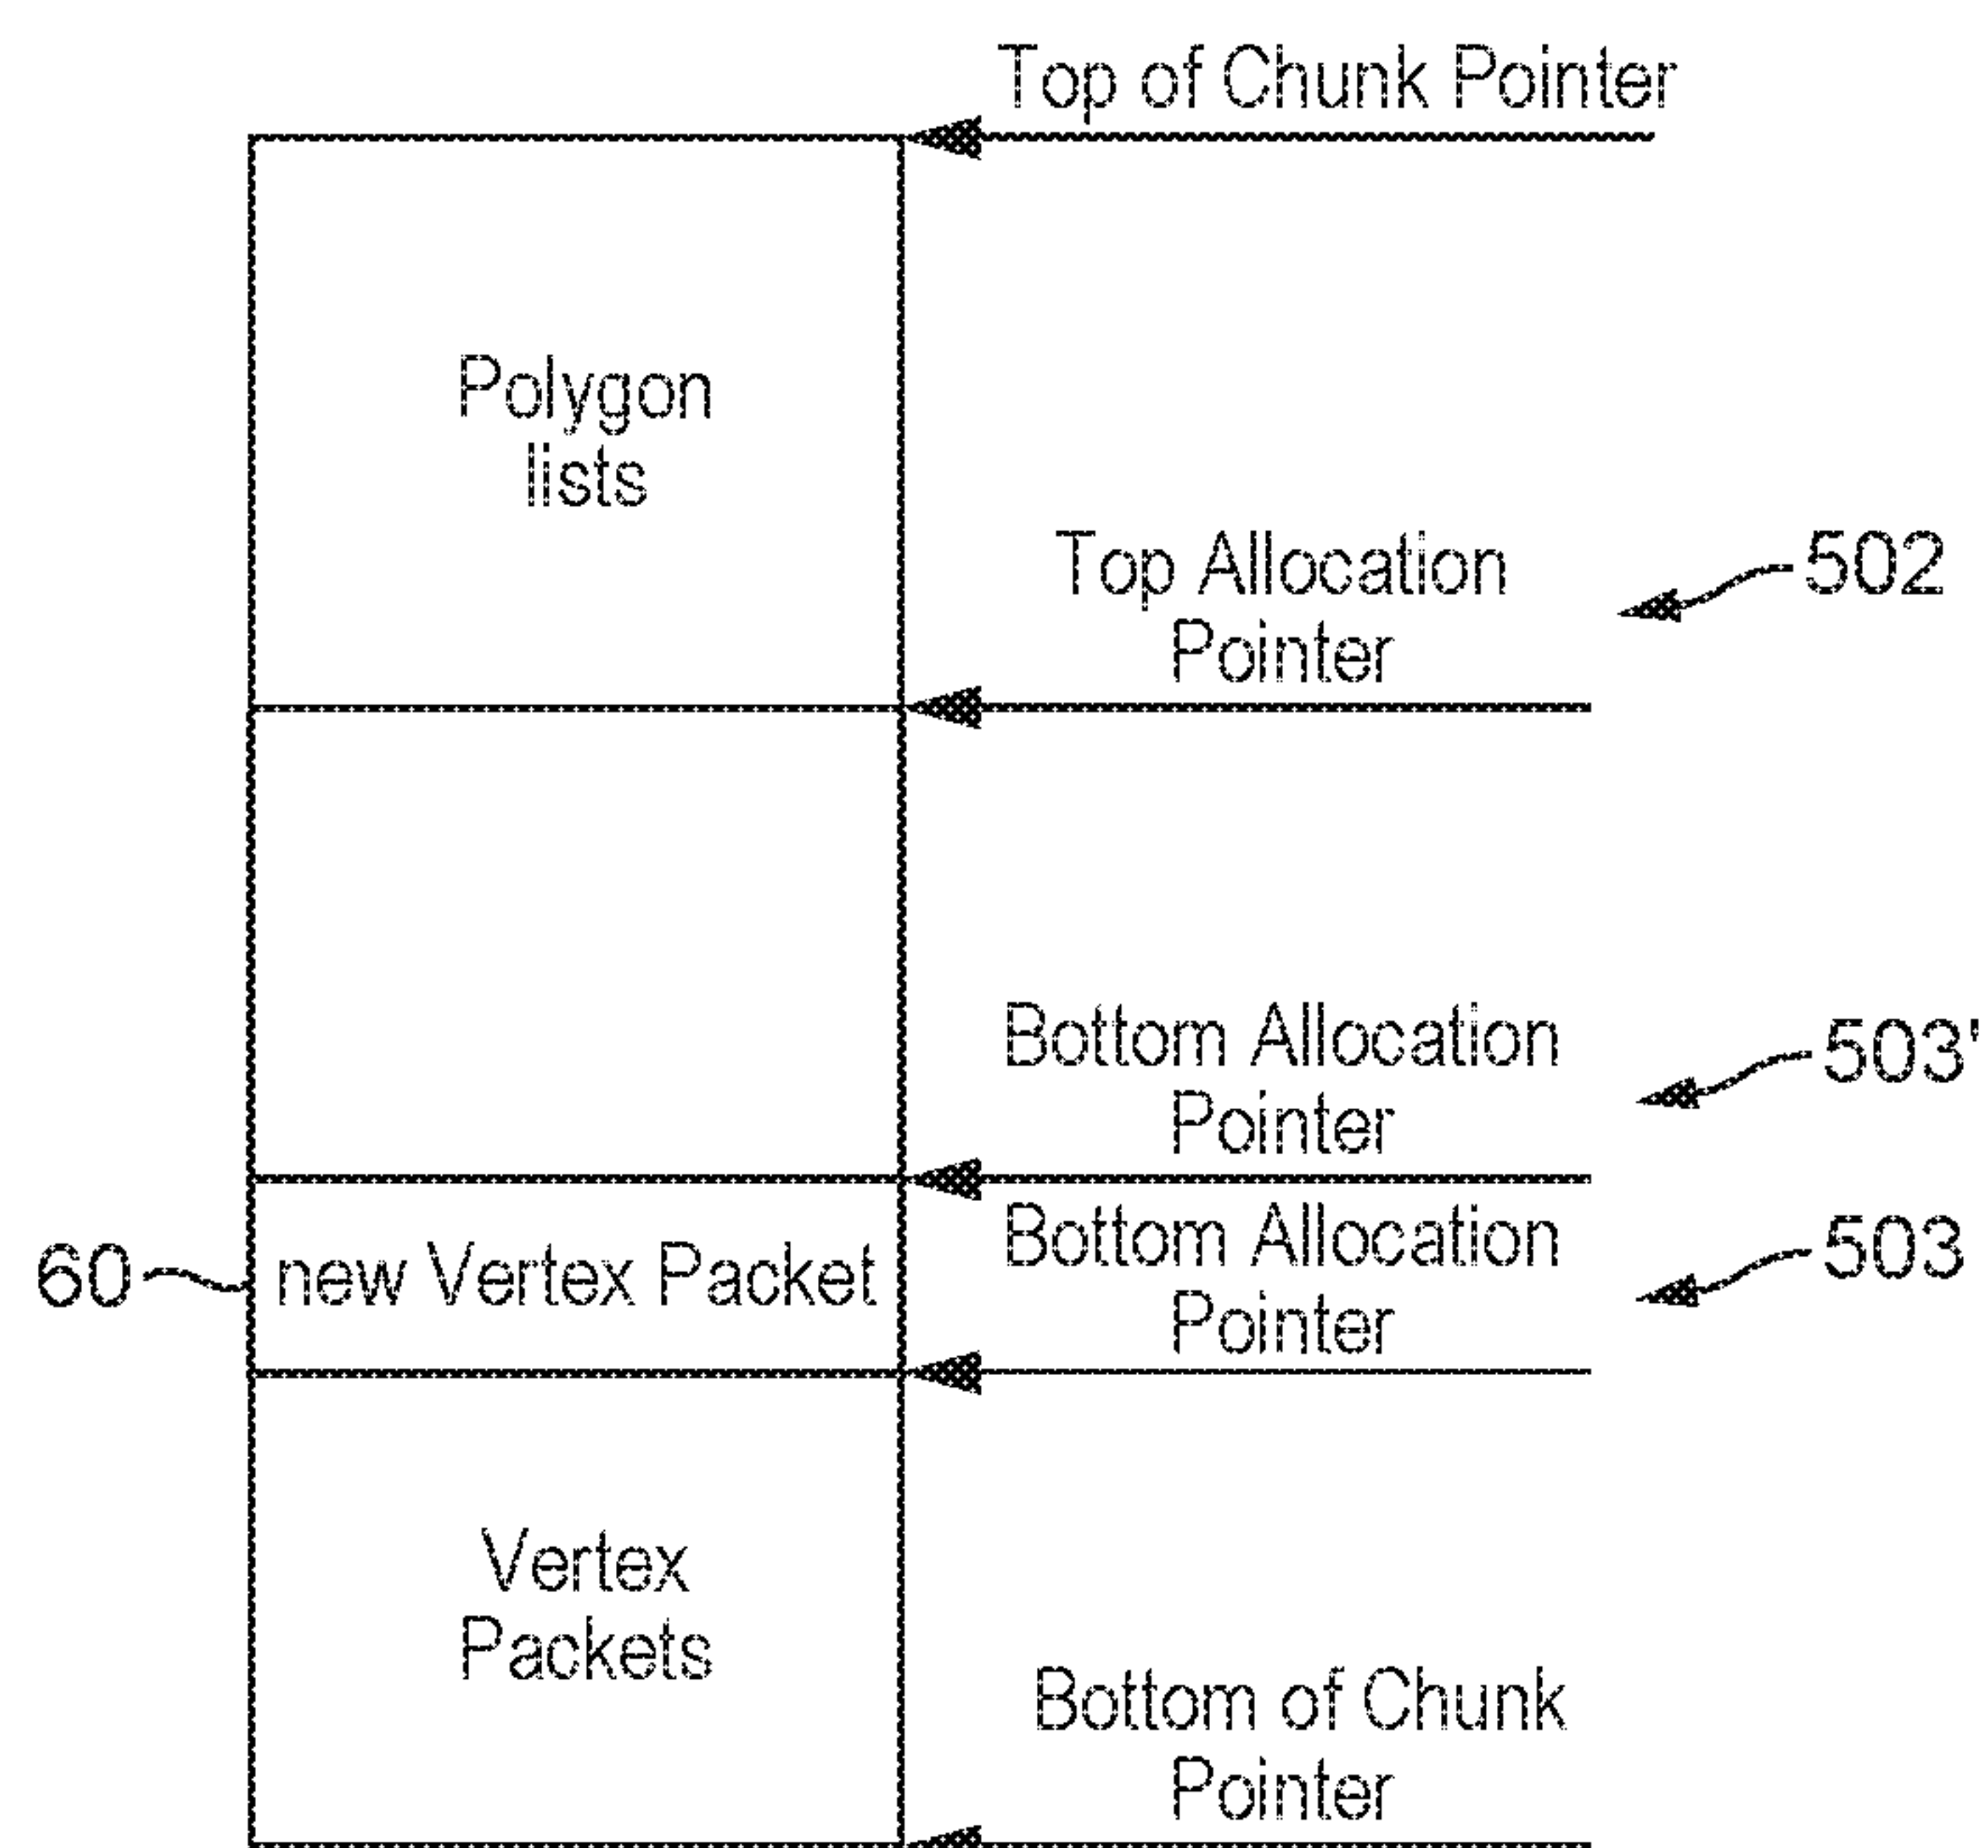 Top of Chunk Pointer
Polygon
lists
Top Allocation
Pointer
502
Bottom Allocation
Pointer
503'
60
new Vertex Packet
Bottom Allocation
Pointer
503
Vertex
Packets
Bottom of Chunk
Pointer